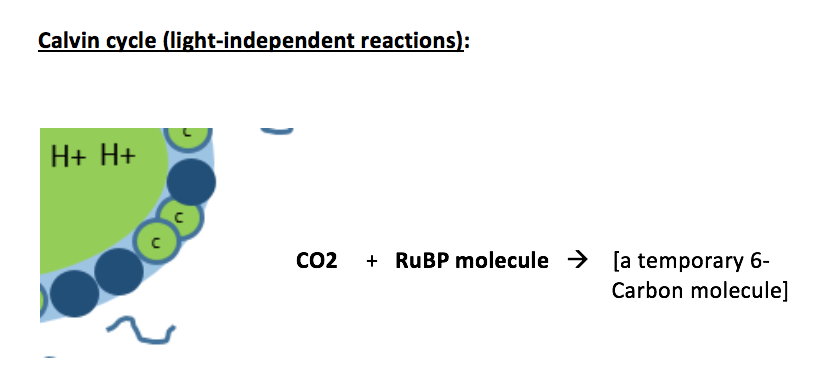 Calvin cycle (light-independent reactions):
C
H+ H+
C
C
CO2 + RuBP molecule → [a temporary 6-
Carbon molecule]